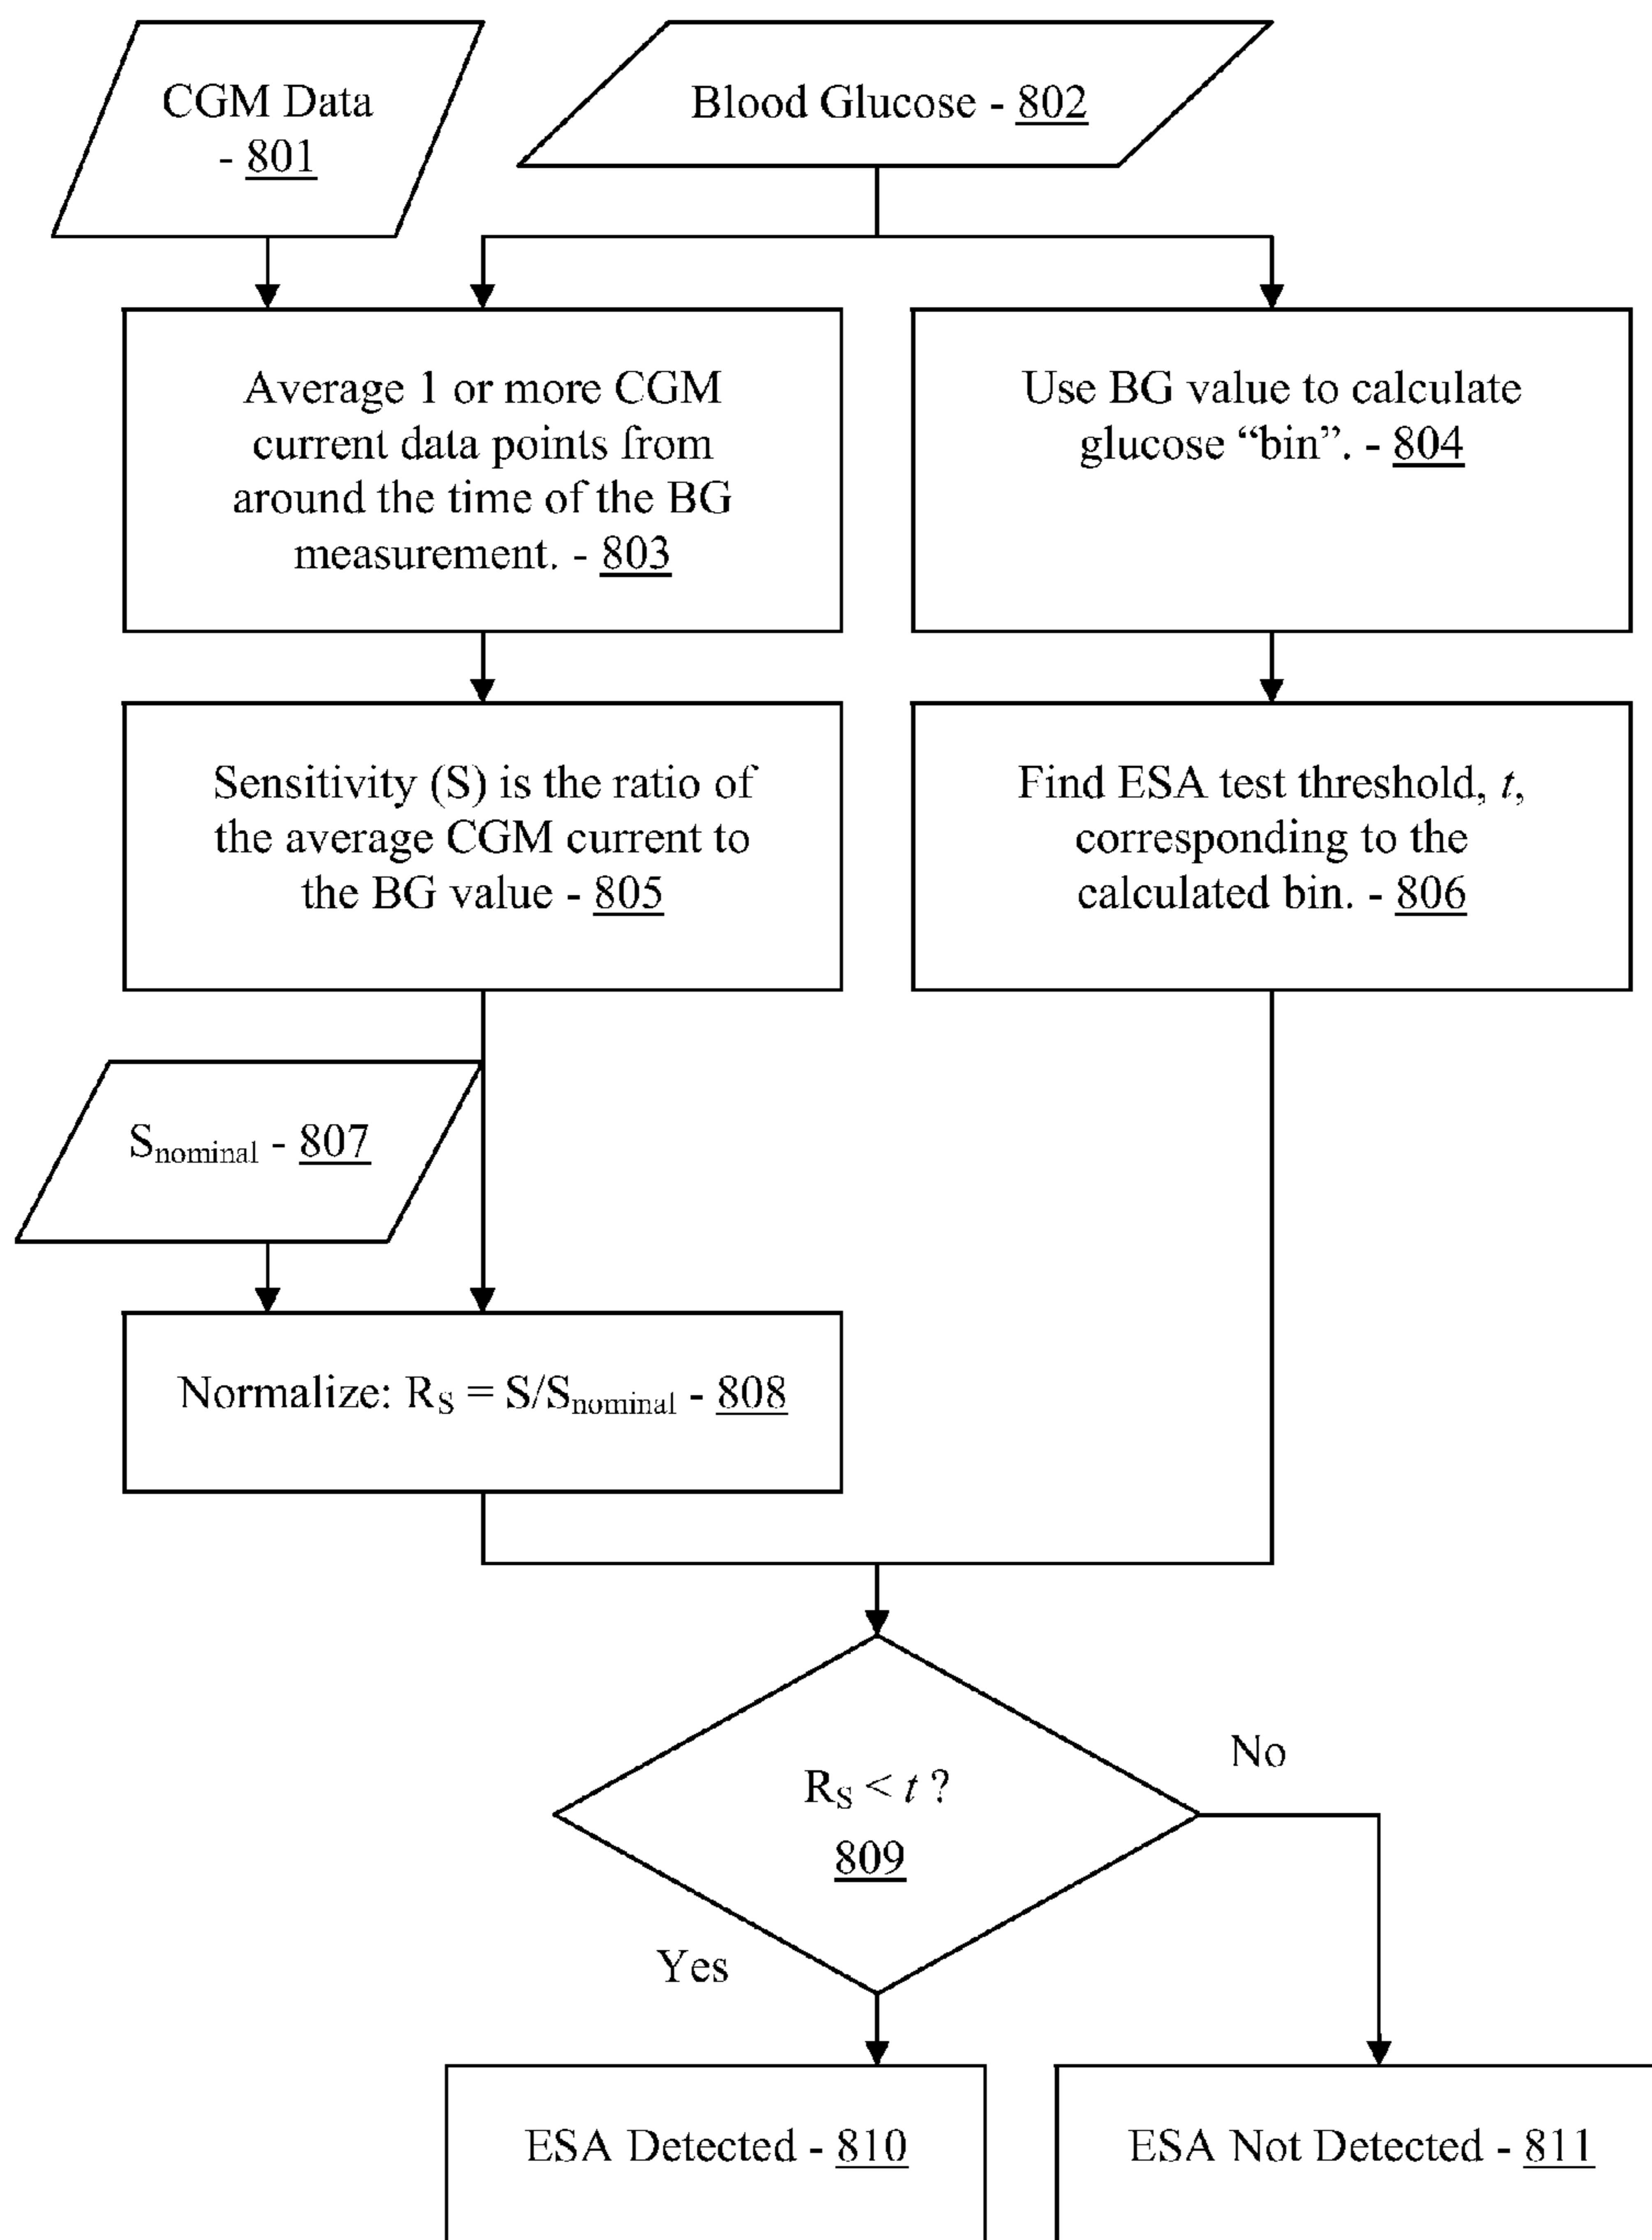 CGM Data
- 801
Blood Glucose - 802
Average 1 or more CGM
current data points from
around the time of the BG
measurement. - 803
Use BG value to calculate
glucose “bin”. - 804
Sensitivity (S) is the ratio of
the average CGM current to
the BG value - 805
Find ESA test threshold, t,
corresponding to the
calculated bin. - 806
Snominal - 807
Normalize: RS = S/Snominal - 808
RS < t ?
809
No
Yes
ESA Detected - 810
ESA Not Detected - 811